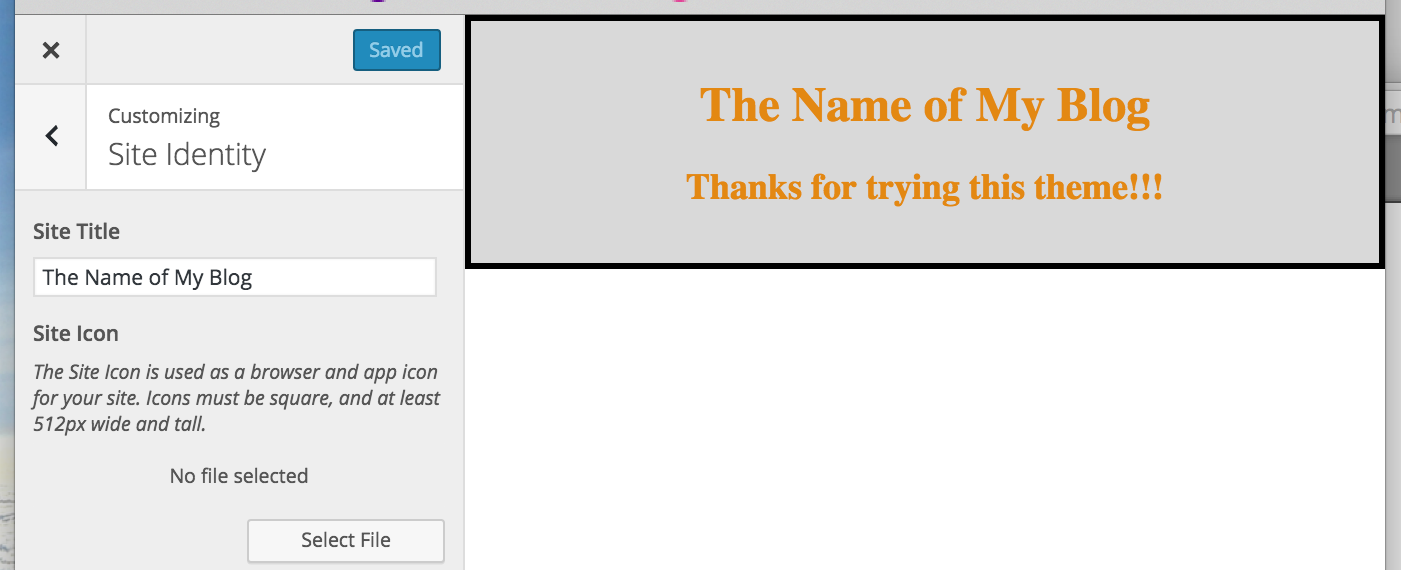 Saved
Customizing
Site Identity
Site Title
The Name of My Blog
Site Icon
The Site Icon is used as a browser and app icon
for your site. Icons must be square, and at least
512px wide and tall.
No file selected
Select File
The Name of My Blog
Thanks for trying this theme!!!